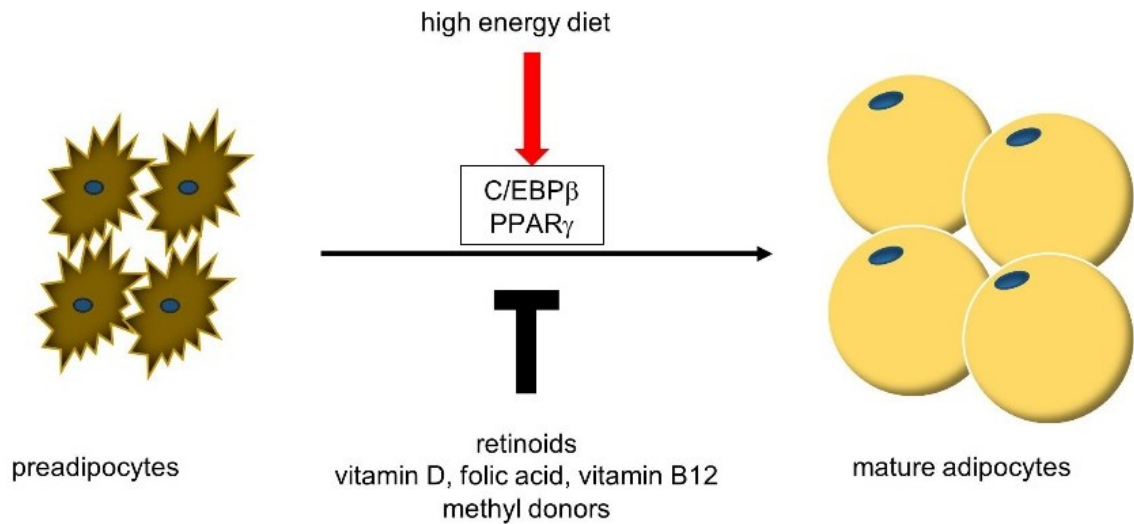 high energy diet
C/EBPβ
PPARγ
retinoids
vitamin D, folic acid, vitamin B12
methyl donors
preadipocytes
mature adipocytes